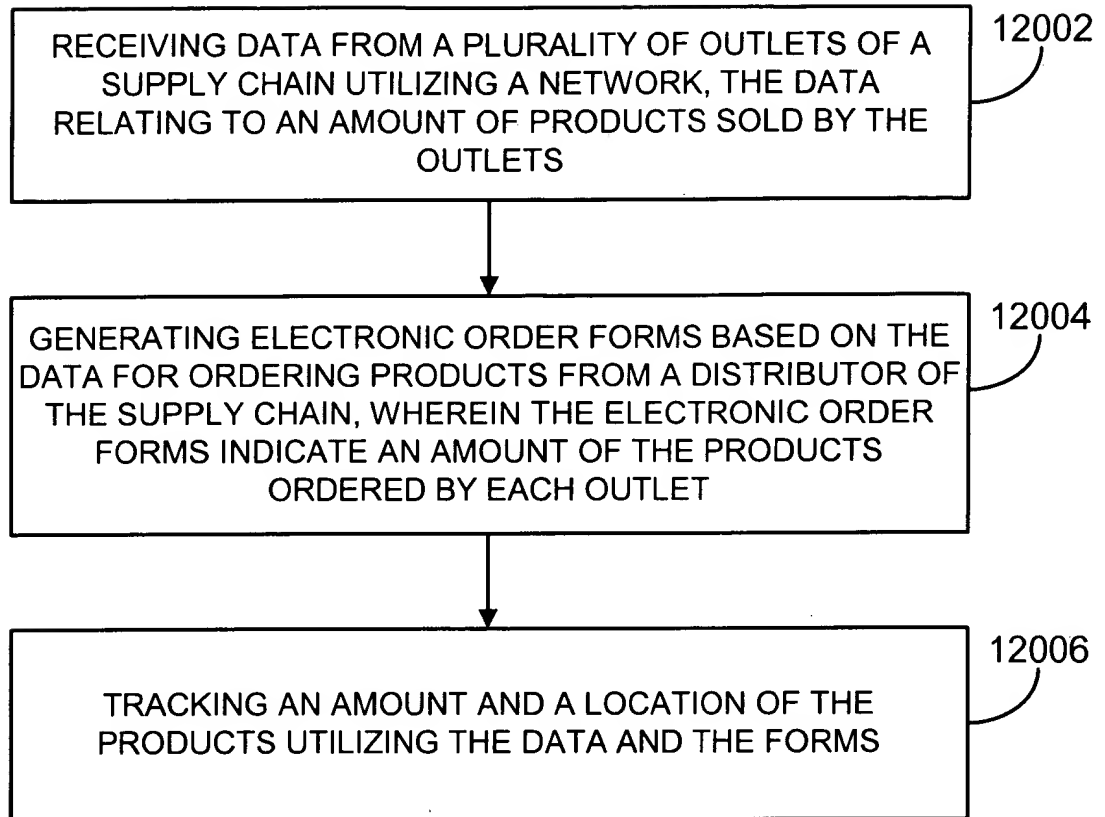 RECEIVING DATA FROM A PLURALITY OF OUTLETS OF A
SUPPLY CHAIN UTILIZING A NETWORK, THE DATA
RELATING TO AN AMOUNT OF PRODUCTS SOLD BY THE
OUTLETS
12002
GENERATING ELECTRONIC ORDER FORMS BASED ON THE
DATA FOR ORDERING PRODUCTS FROM A DISTRIBUTOR OF
THE SUPPLY CHAIN, WHEREIN THE ELECTRONIC ORDER
FORMS INDICATE AN AMOUNT OF THE PRODUCTS
ORDERED BY EACH OUTLET
12004
TRACKING AN AMOUNT AND A LOCATION OF THE
PRODUCTS UTILIZING THE DATA AND THE FORMS
12006